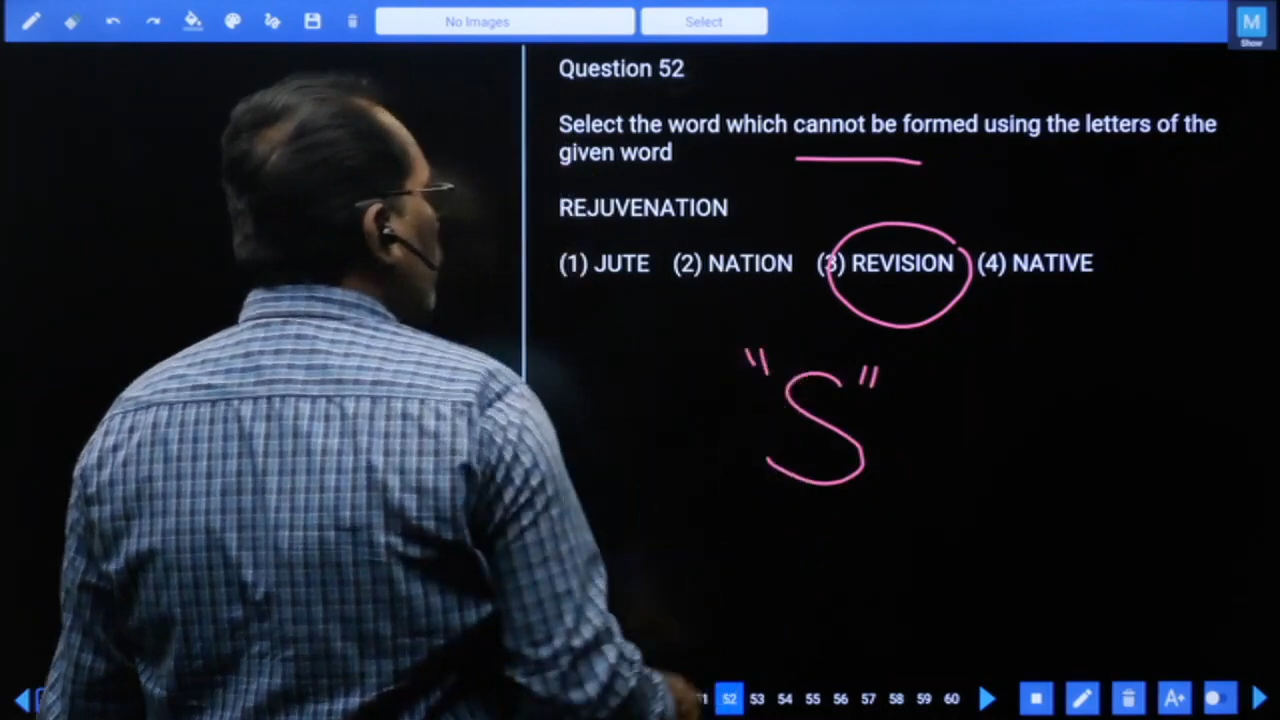 No Images
Select
M
Show
Question 52
Select the word which cannot be formed using the letters of the
given word
REJUVENATION
(1) JUTE (2) NATION (3) REVISION (4) NATIVE
"S"
52 53 54 55 56 57 58 59 60
A+